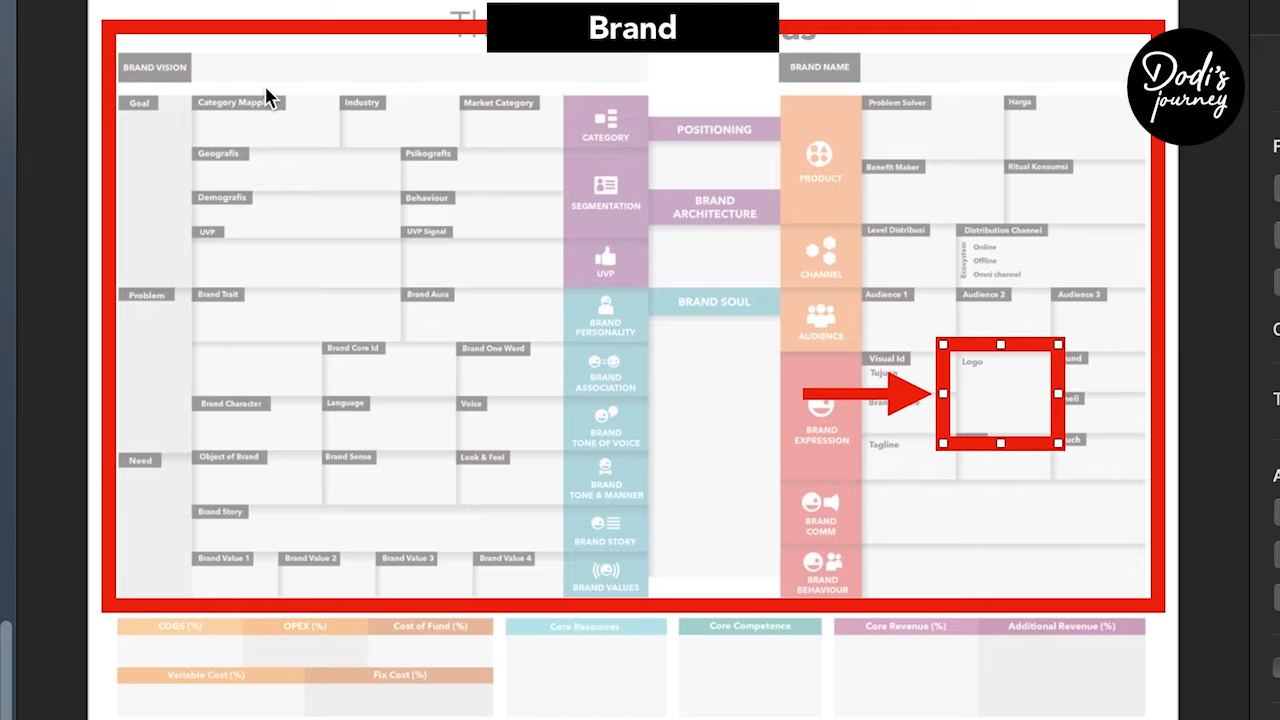 Brand
Dodi's
journey
BRAND VISION
BRAND NAME
Goal
Category
Industry
Market Category
CATEGORY
POSITIONING
Geografis
Psikografis
Demografis
Behaviour
SEGMENTATION
BRAND
ARCHITECTURE
UVP
UVP Signal
UVP
Problem
Brand Trait
Brand Aura
BRAND
PERSONALITY
BRAND SOUL
Brand Core Id
Brand One Word
BRAND
ASSOCIATION
Brand Character
Language
Voice
BRAND
TONE OF VOICE
Need
Object of Brand
Brand Sense
Look & Feel
BRAND
TONE & MANNER
Brand Story
BRAND STORY
Brand Value 1
Brand Value 2
Brand Value 3
Brand Value 4
BRAND VALUES
PRODUCT
Problem Solver
Harga
Benefit Maker
Ritual Konsumsi
CHANNEL
Level Distribusi
Distribution Channel
Ecosystem
Online
Offline
Omni channel
AUDIENCE
Audience 1
Audience 2
Audience 3
BRAND
EXPRESSION
Visual Id
Logo
Tagline
BRAND
COMM
BRAND
BEHAVIOUR
COGS (%)
OPEX (%)
Cost of Fund (%)
Core Resources
Core Competence
Core Revenue (%)
Additional Revenue (%)
Variable Cost (%)
Fix Cost (%)